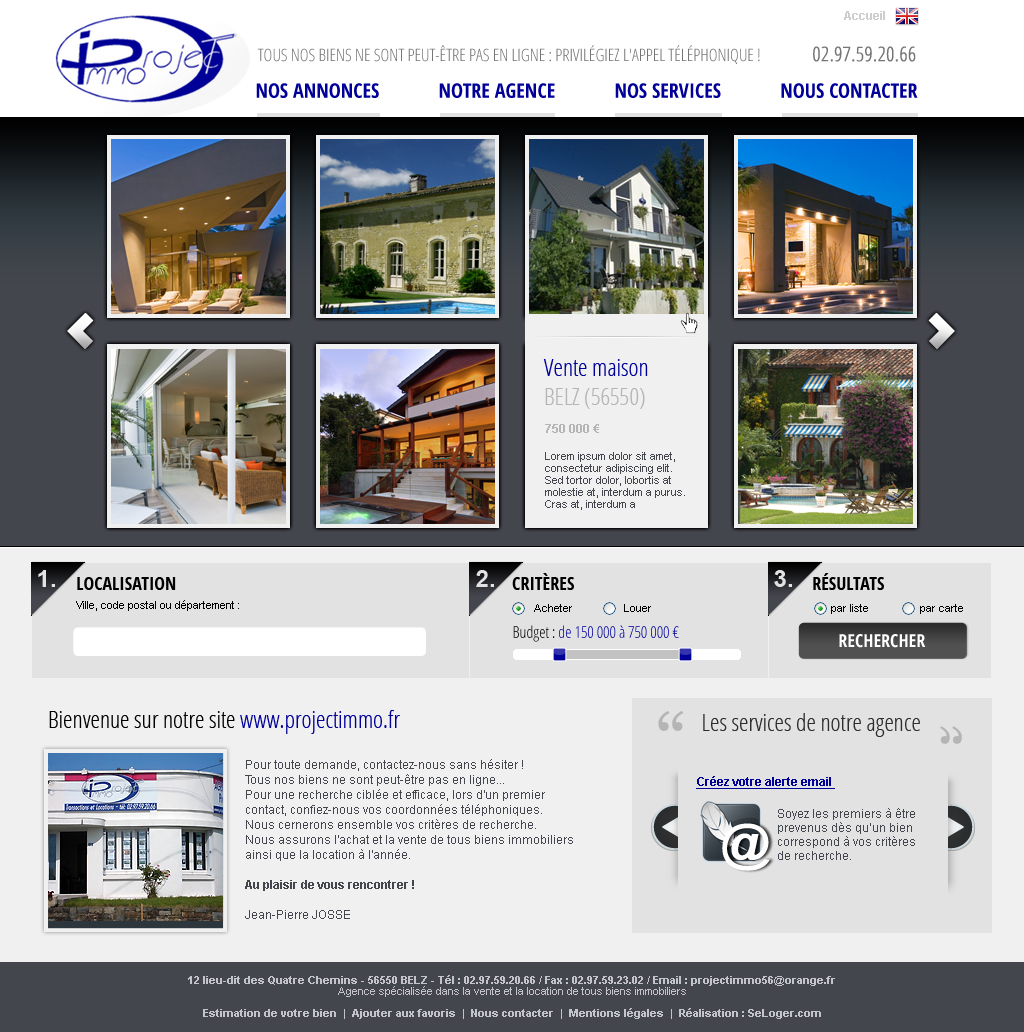 Accueil
iProject
immo
TOUS NOS BIENS NE SONT PEUT-ÊTRE PAS EN LIGNE : PRIVILÉGIEZ L'APPEL TÉLÉPHONIQUE !
02.97.59.20.66
NOS ANNONCES
NOTRE AGENCE
NOS SERVICES
NOUS CONTACTER
Vente maison
BELZ (56550)
750 000 €
Lorem ipsum dolor sit amet,
consectetur adipiscing elit.
Sed tortor dolor, lobortis at
molestie at, interdum a purus.
Cras at, interdum a
1.
LOCALISATION
Ville, code postal ou département :
2.
CRITÈRES
Acheter
Louer
Budget : de 150 000 à 750 000 €
3.
RÉSULTATS
par liste
par carte
RECHERCHER
Bienvenue sur notre site www.projectimmo.fr
Transactions et Locations - tél: 02.97.59.20.66
Pour toute demande, contactez-nous sans hésiter !
Tous nos biens ne sont peut-être pas en ligne...
Pour une recherche ciblée et efficace, lors d'un premier
contact, confiez-nous vos coordonnées téléphoniques.
Nous cernerons ensemble vos critères de recherche.
Nous assurons l'achat et la vente de tous biens immobiliers
ainsi que la location à l'année.
Au plaisir de vous rencontrer !
Jean-Pierre JOSSE
“ Les services de notre agence ”
Créez votre alerte email
@
Soyez les premiers à être
prevenus dès qu'un bien
correspond à vos critères
de recherche.
12 lieu-dit des Quatre Chemins - 56550 BELZ - Tél : 02.97.59.20.66 / Fax : 02.97.59.23.02 / Email : projectimmo56@orange.fr
Agence spécialisée dans la vente et la location de tous biens immobiliers
Estimation de votre bien | Ajouter aux favoris | Nous contacter | Mentions légales | Réalisation : SeLoger.com